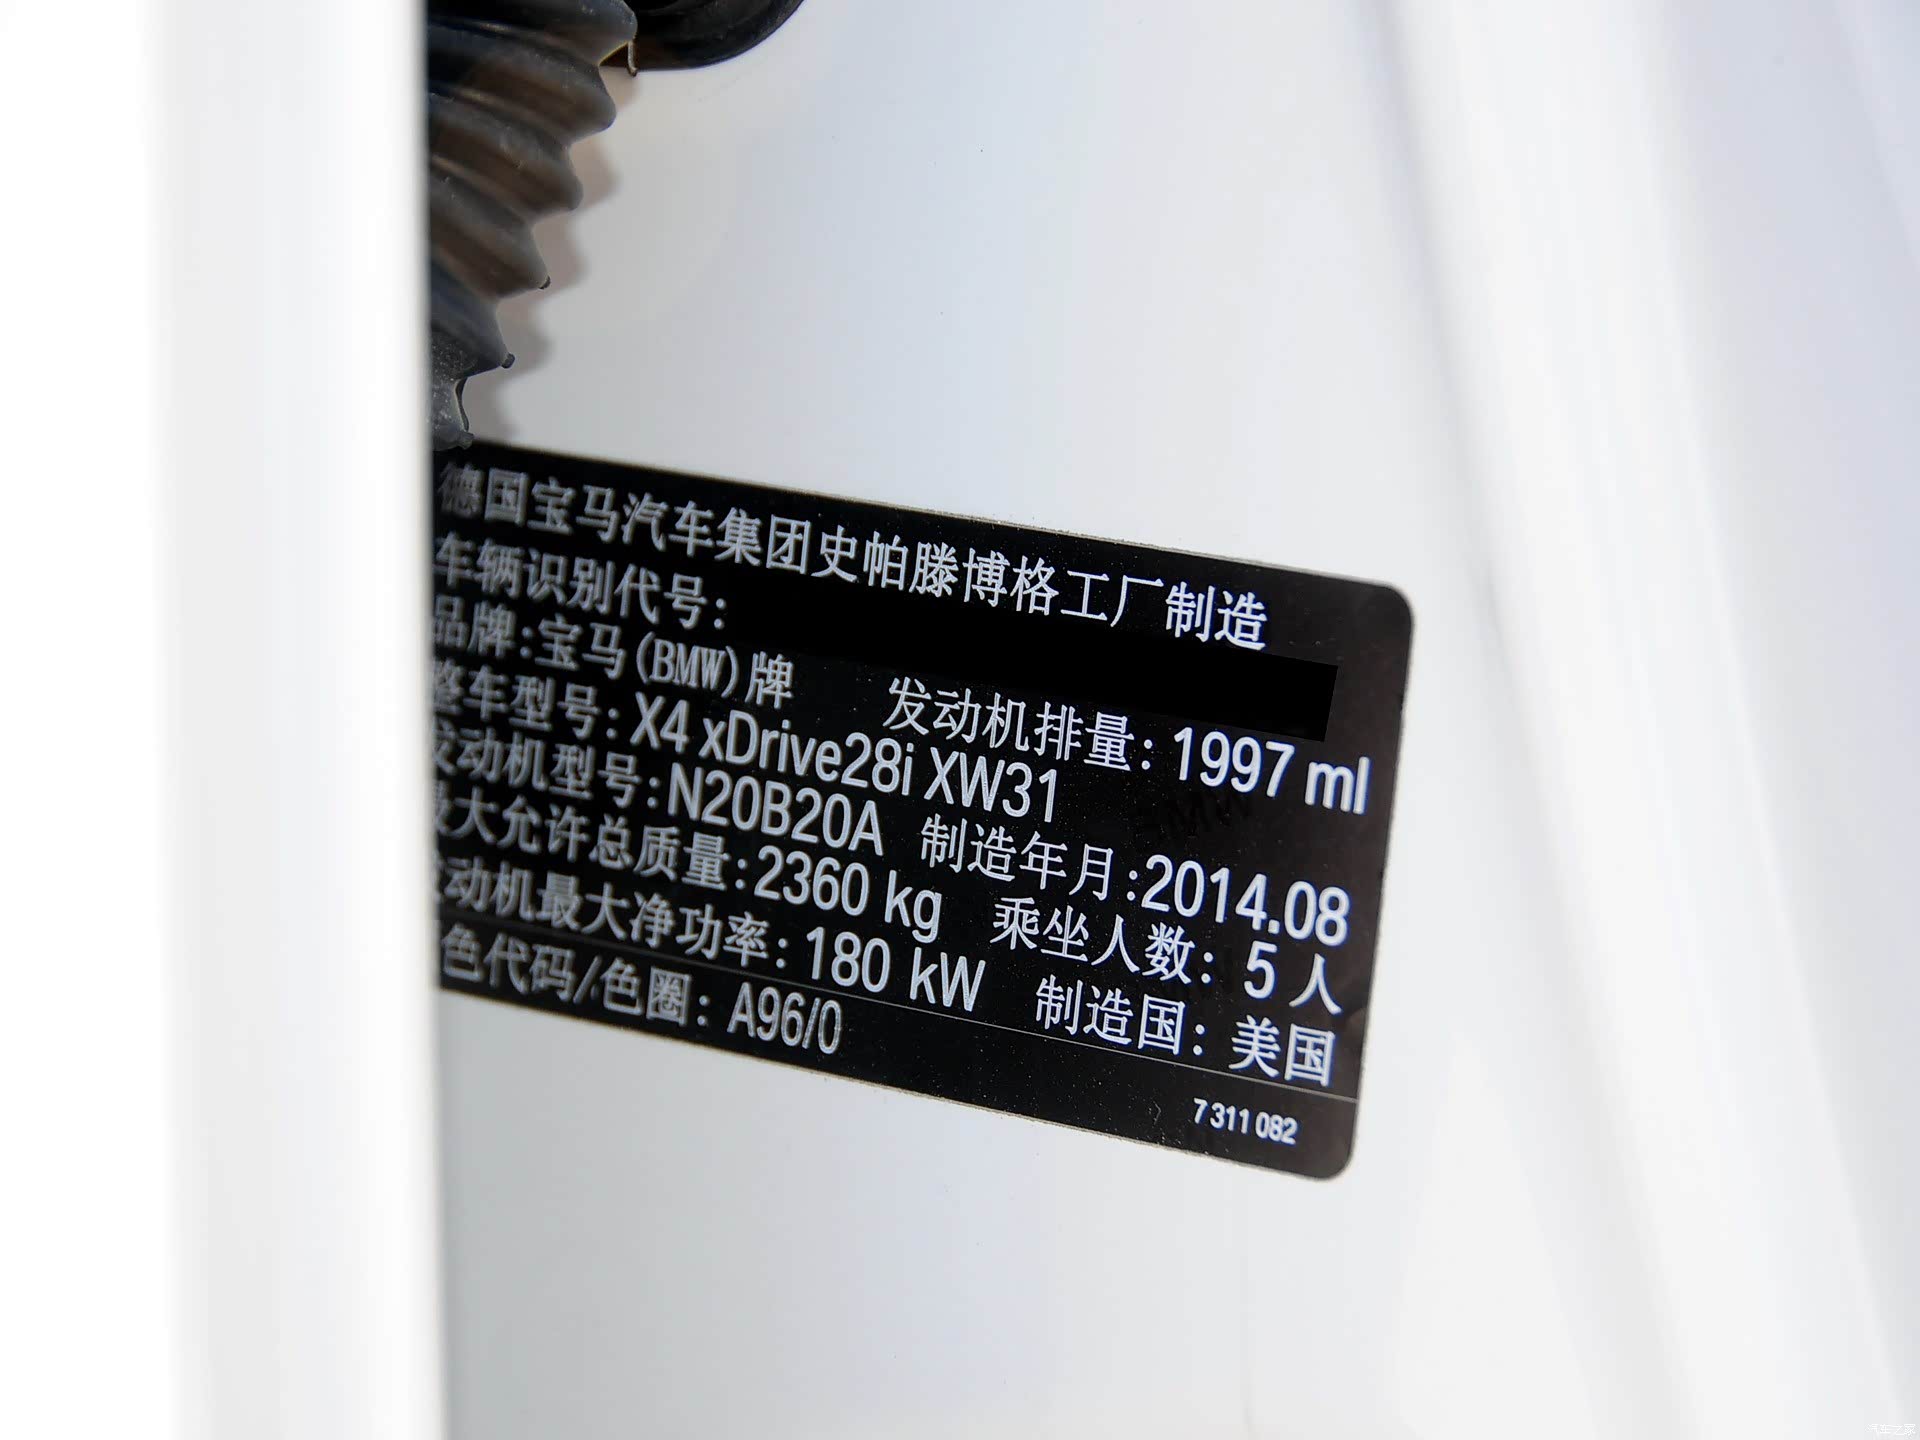 德国宝马汽车集团史帕滕博格工厂制造
车辆识别代号:
品牌:宝马(BMW)牌 发动机排量: 1997 ml
整车型号: X4 xDrive28i XW31
发动机型号: N20B20A 制造年月:2014.08
最大允许总质量: 2360 kg 乘坐人数: 5 人
发动机最大净功率: 180 kW 制造国: 美国
色代码/色圈: A96/0
7 311 082
汽车之家